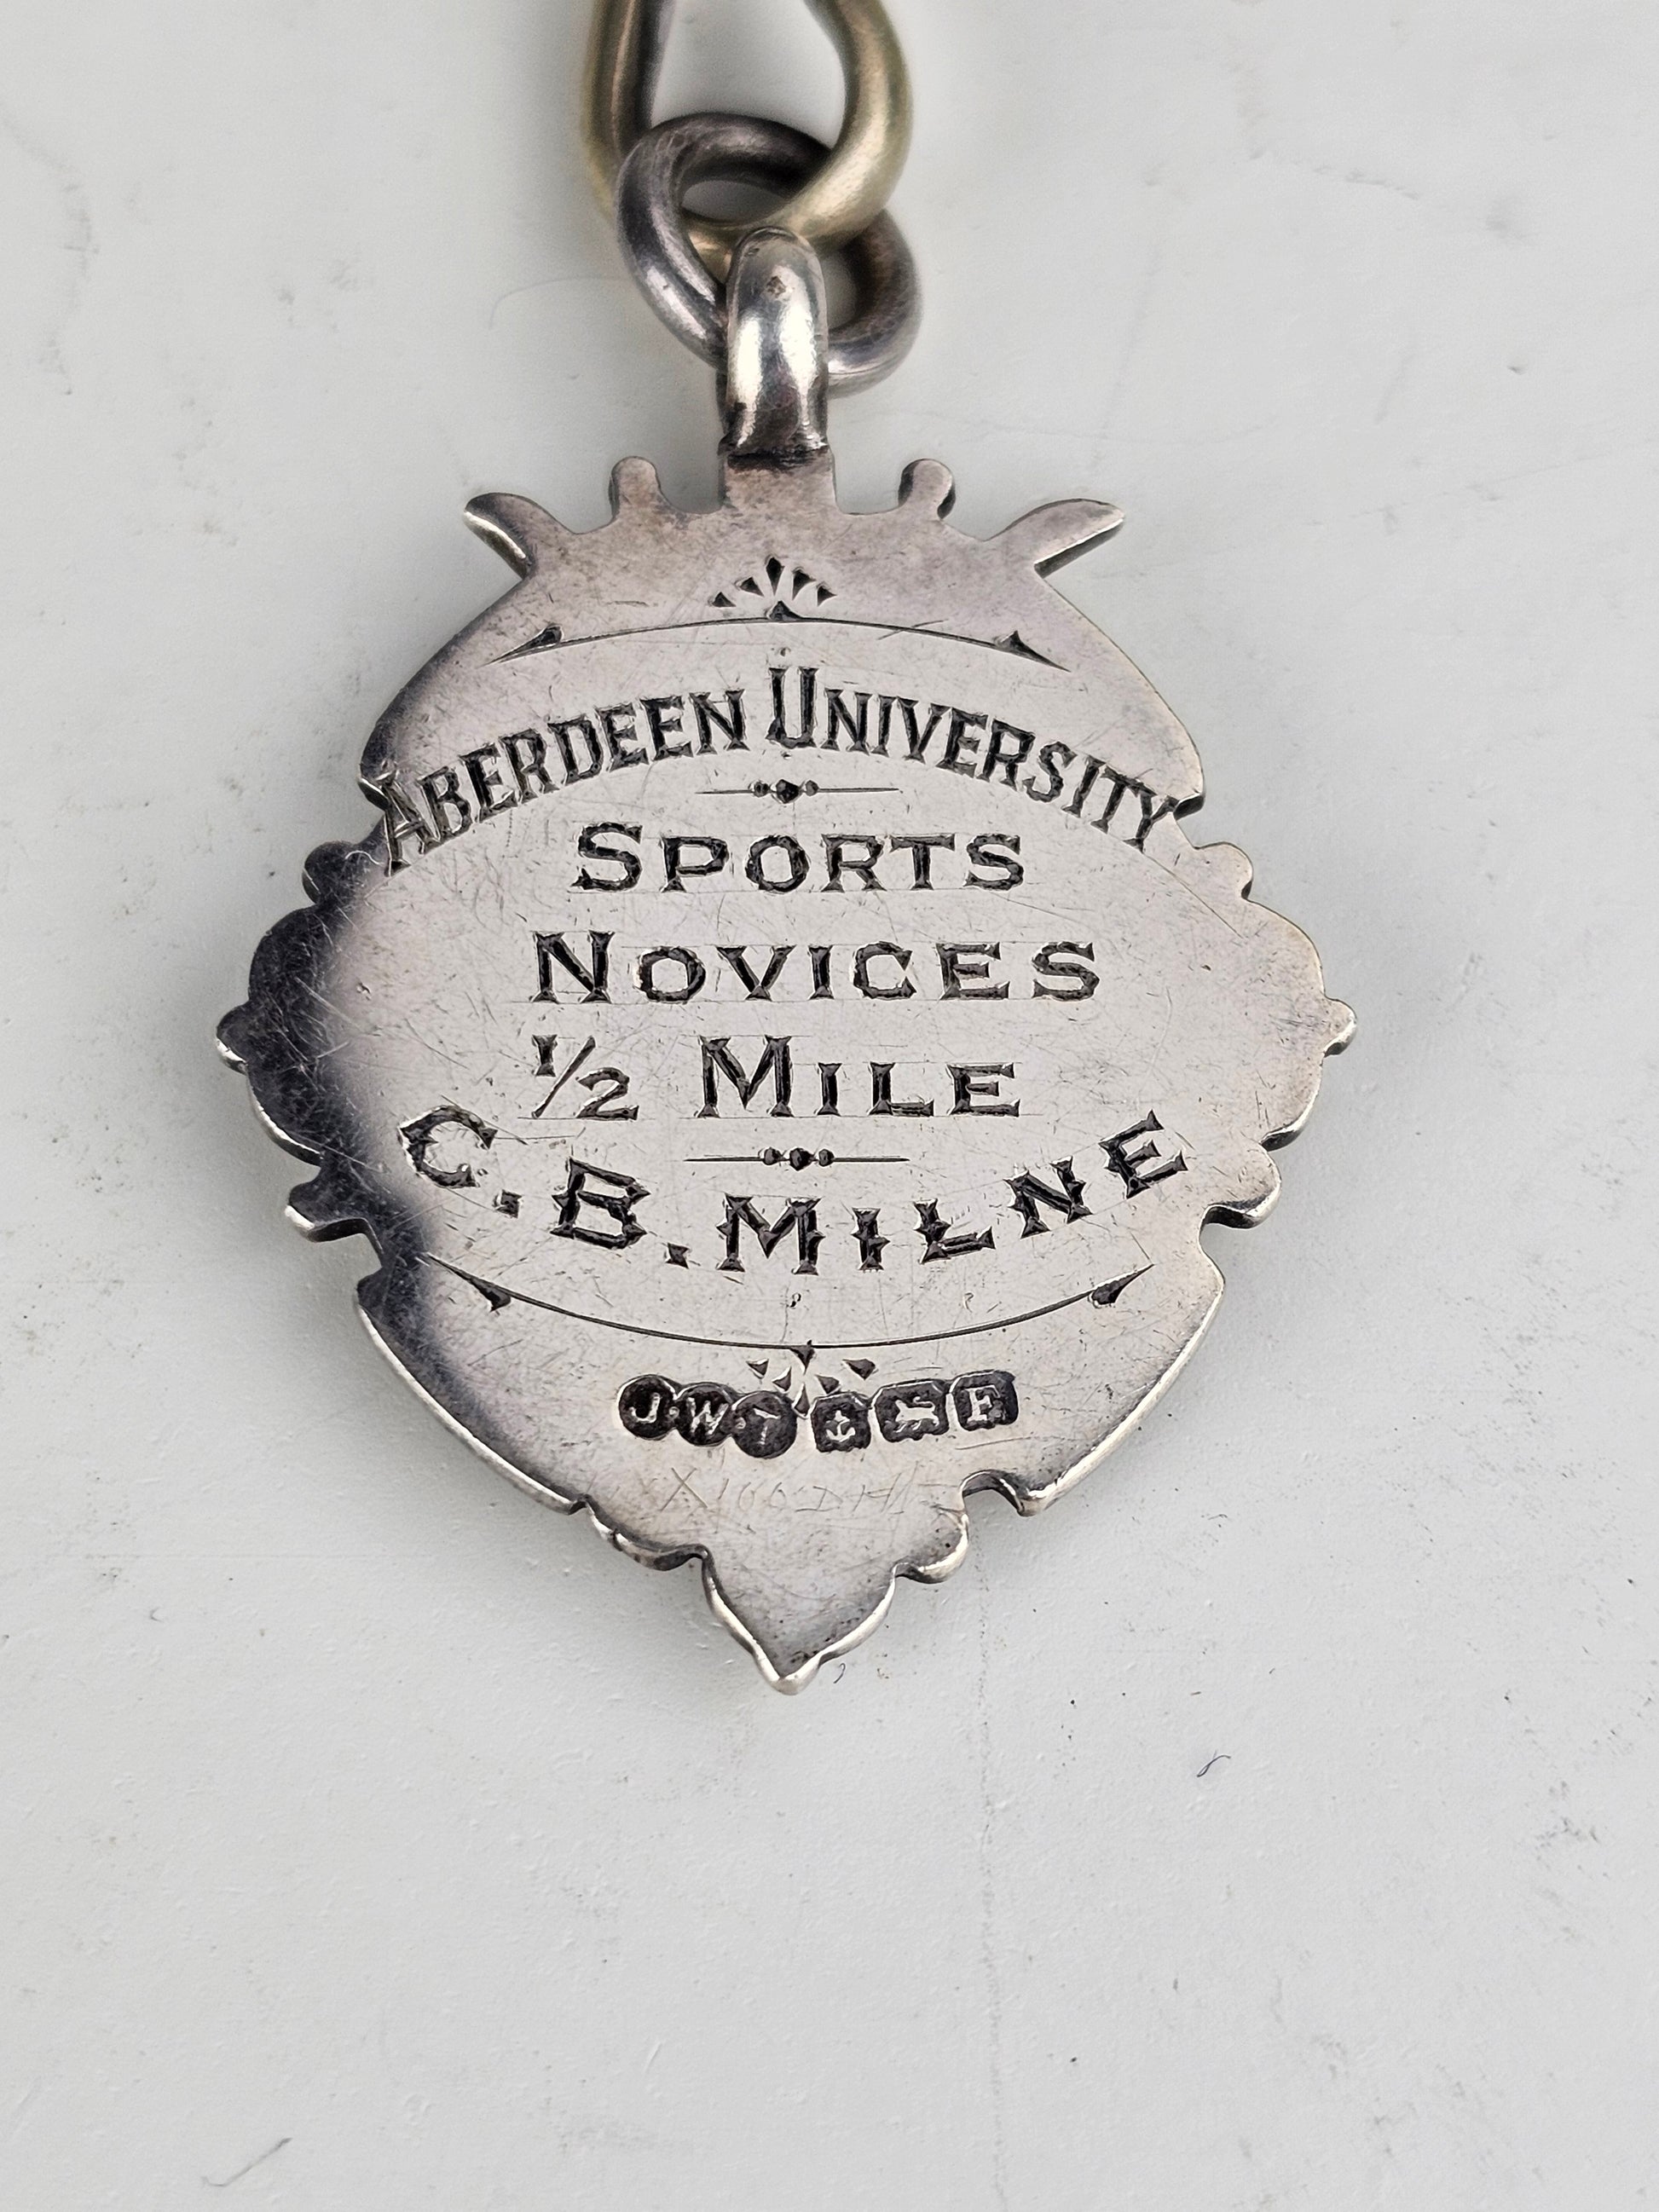 ABERDEEN UNIVERSITY
SPORTS
NOVICES
½ MILE
C.B. MILNE
J.W.T F